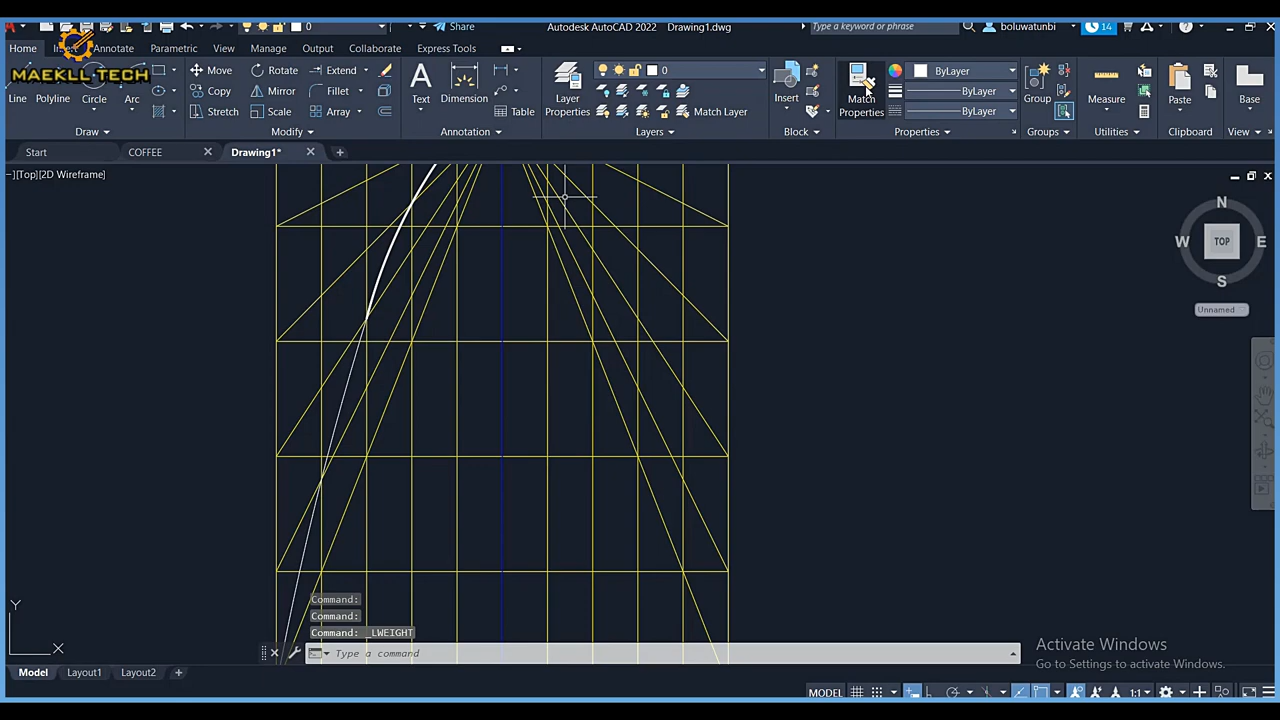 0
Share
Autodesk AutoCAD 2022 Drawing1.dwg
Type a keyword or phrase
boluwatunbi
14
Home
Insert
Annotate
Parametric
View
Manage
Output
Collaborate
Express Tools
MAEKLL TECH
Line
Polyline
Circle
Arc
Move
Rotate
Extend
Copy
Mirror
Fillet
Stretch
Scale
Array
Text
Dimension
Table
Layer
Properties
0
Match Layer
Insert
Match
Properties
ByLayer
ByLayer
ByLayer
Group
Measure
Paste
Base
Draw
Modify
Annotation
Layers
Block
Properties
Groups
Utilities
Clipboard
View
Start
COFFEE
Drawing1*
−][Top][2D Wireframe]
N
W
TOP
E
S
Unnamed
Command:
Command:
Command: _LWEIGHT
Type a command
Y
X
Activate Windows
Go to Settings to activate Windows.
Model
Layout1
Layout2
MODEL
1:1